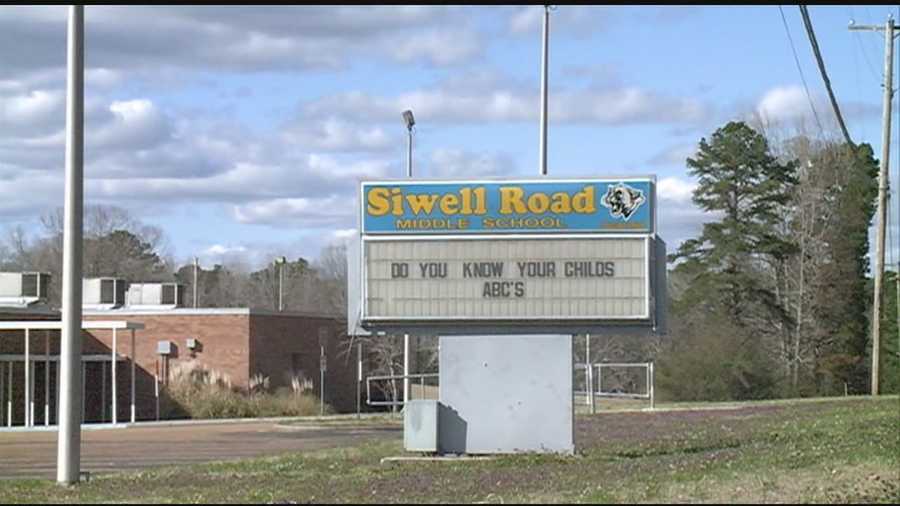 Siwell Road
MIDDLE SCHOOL
DO YOU KNOW YOUR CHILDS
ABC'S